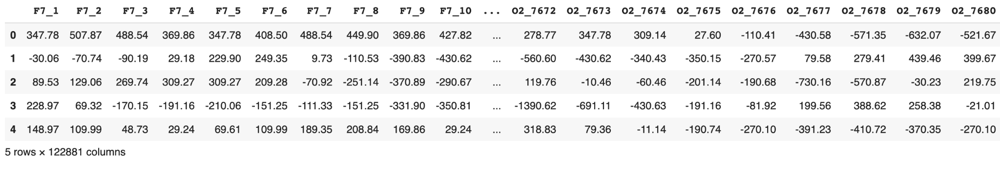 F7_1 F7_2 F7_3 F7_4 F7_5 F7_6 F7_7 F7_8 F7_9 F7_10 ... O2_7672 O2_7673 O2_7674 O2_7675 O2_7676 O2_7677 O2_7678 O2_7679 O2_7680
0 347.78 507.87 488.54 369.86 347.78 408.50 488.54 449.90 369.86 427.82 ... 278.77 347.78 309.14 27.60 -110.41 -430.58 -571.35 -632.07 -521.67
1 -30.06 -70.74 -90.19 29.18 229.90 249.35 9.73 -110.53 -390.83 -430.62 ... -560.60 -430.62 -340.43 -350.15 -270.57 79.58 279.41 439.46 399.67
2 89.53 129.06 269.74 309.27 309.27 209.28 -70.92 -251.14 -370.89 -290.67 ... 119.76 -10.46 -60.46 -201.14 -190.68 -730.16 -570.87 -30.23 219.75
3 228.97 69.32 -170.15 -191.16 -210.06 -151.25 -111.33 -151.25 -331.90 -350.81 ... -1390.62 -691.11 -430.63 -191.16 -81.92 199.56 388.62 258.38 -21.01
4 148.97 109.99 48.73 29.24 69.61 109.99 189.35 208.84 169.86 29.24 ... 318.83 79.36 -11.14 -190.74 -270.10 -391.23 -410.72 -370.35 -270.10
5 rows × 122881 columns